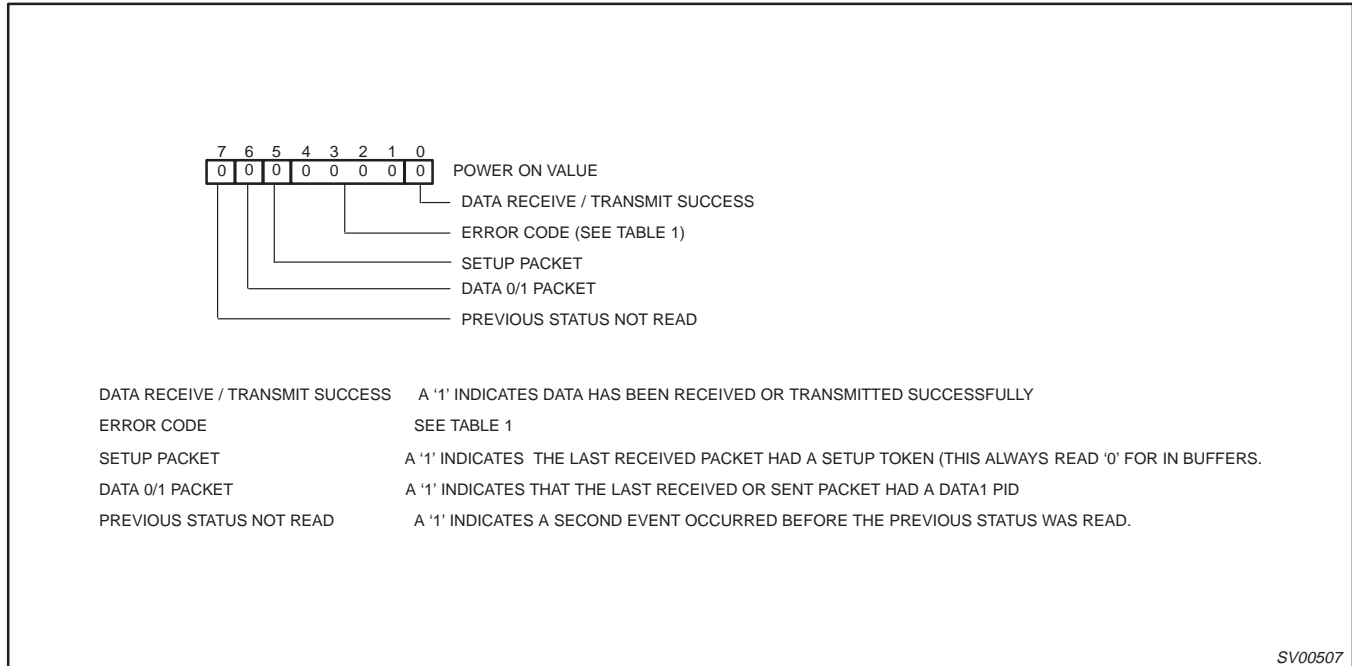 7 6 5 4 3 2 1 0
0 0 0 0 0 0 0 0 POWER ON VALUE
DATA RECEIVE / TRANSMIT SUCCESS
ERROR CODE (SEE TABLE 1)
SETUP PACKET
DATA 0/1 PACKET
PREVIOUS STATUS NOT READ
DATA RECEIVE / TRANSMIT SUCCESS A ‘1’ INDICATES DATA HAS BEEN RECEIVED OR TRANSMITTED SUCCESSFULLY
ERROR CODE SEE TABLE 1
SETUP PACKET A ‘1’ INDICATES THE LAST RECEIVED PACKET HAD A SETUP TOKEN (THIS ALWAYS READ ‘0’ FOR IN BUFFERS.
DATA 0/1 PACKET A ‘1’ INDICATES THAT THE LAST RECEIVED OR SENT PACKET HAD A DATA1 PID
PREVIOUS STATUS NOT READ A ‘1’ INDICATES A SECOND EVENT OCCURRED BEFORE THE PREVIOUS STATUS WAS READ.
SV00507